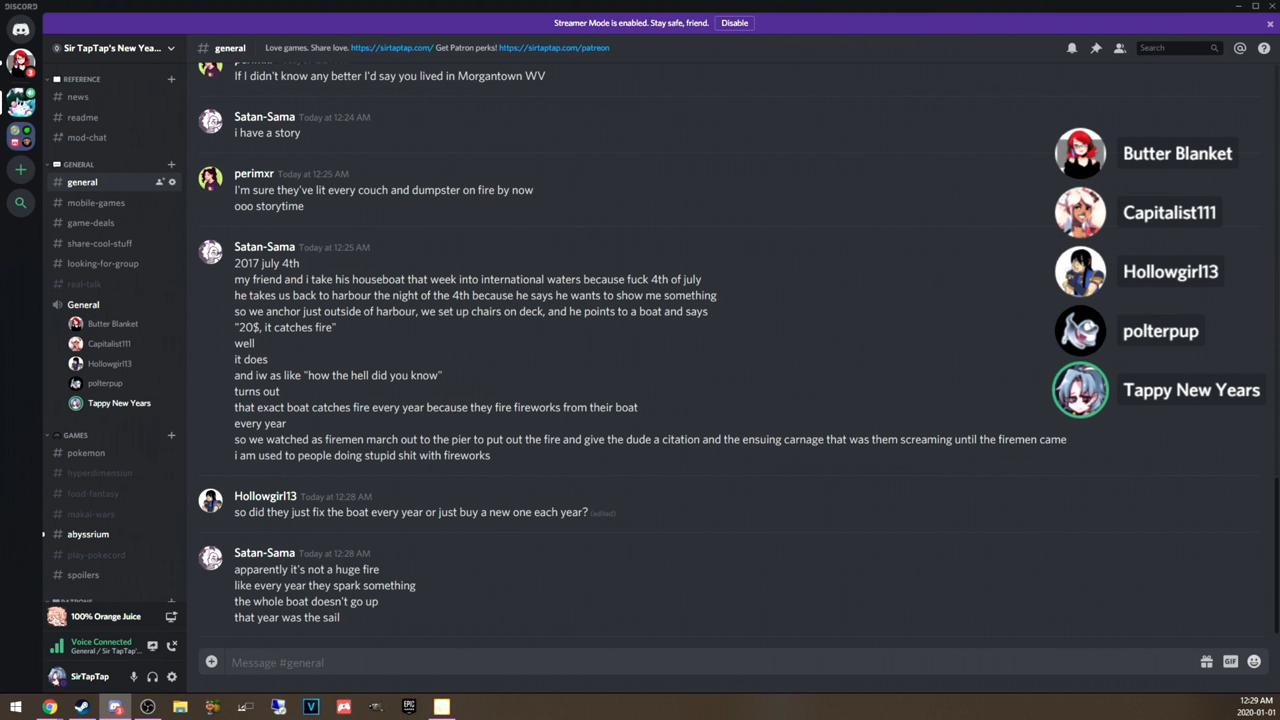 DISCORD
Streamer Mode is enabled. Stay safe, friend. Disable
Sir TapTap's New Yea...
# general Love games. Share love. https://sirtaptap.com/ Get Patron perks! https://sirtaptap.com/patreon
Search
REFERENCE
# news
# readme
# mod-chat
GENERAL
# general
# mobile-games
# game-deals
# share-cool-stuff
# looking-for-group
# real-talk
General
Butter Blanket
Capitalist111
Hollowgirl13
polterpup
Tappy New Years
GAMES
# pokemon
# hyperdimension
# food-fantasy
# makai-wars
# abyssrium
# play-pokecord
# spoilers
100% Orange Juice
Voice Connected
General / Sir TapTap'...
SirTapTap
If I didn't know any better I'd say you lived in Morgantown WV
Satan-Sama Today at 12:24 AM
i have a story
perimxr Today at 12:25 AM
I'm sure they've lit every couch and dumpster on fire by now
ooo storytime
Satan-Sama Today at 12:25 AM
2017 july 4th
my friend and i take his houseboat that week into international waters because fuck 4th of july
he takes us back to harbour the night of the 4th because he says he wants to show me something
so we anchor just outside of harbour, we set up chairs on deck, and he points to a boat and says
"20$, it catches fire"
well
it does
and iw as like "how the hell did you know"
turns out
that exact boat catches fire every year because they fire fireworks from their boat
every year
so we watched as firemen march out to the pier to put out the fire and give the dude a citation and the ensuing carnage that was them screaming until the firemen came
i am used to people doing stupid shit with fireworks
Hollowgirl13 Today at 12:28 AM
so did they just fix the boat every year or just buy a new one each year? (edited)
Satan-Sama Today at 12:28 AM
apparently it's not a huge fire
like every year they spark something
the whole boat doesn't go up
that year was the sail
Message #general
GIF
Butter Blanket
Capitalist111
Hollowgirl13
polterpup
Tappy New Years
EPIC
12:29 AM
2020-01-01